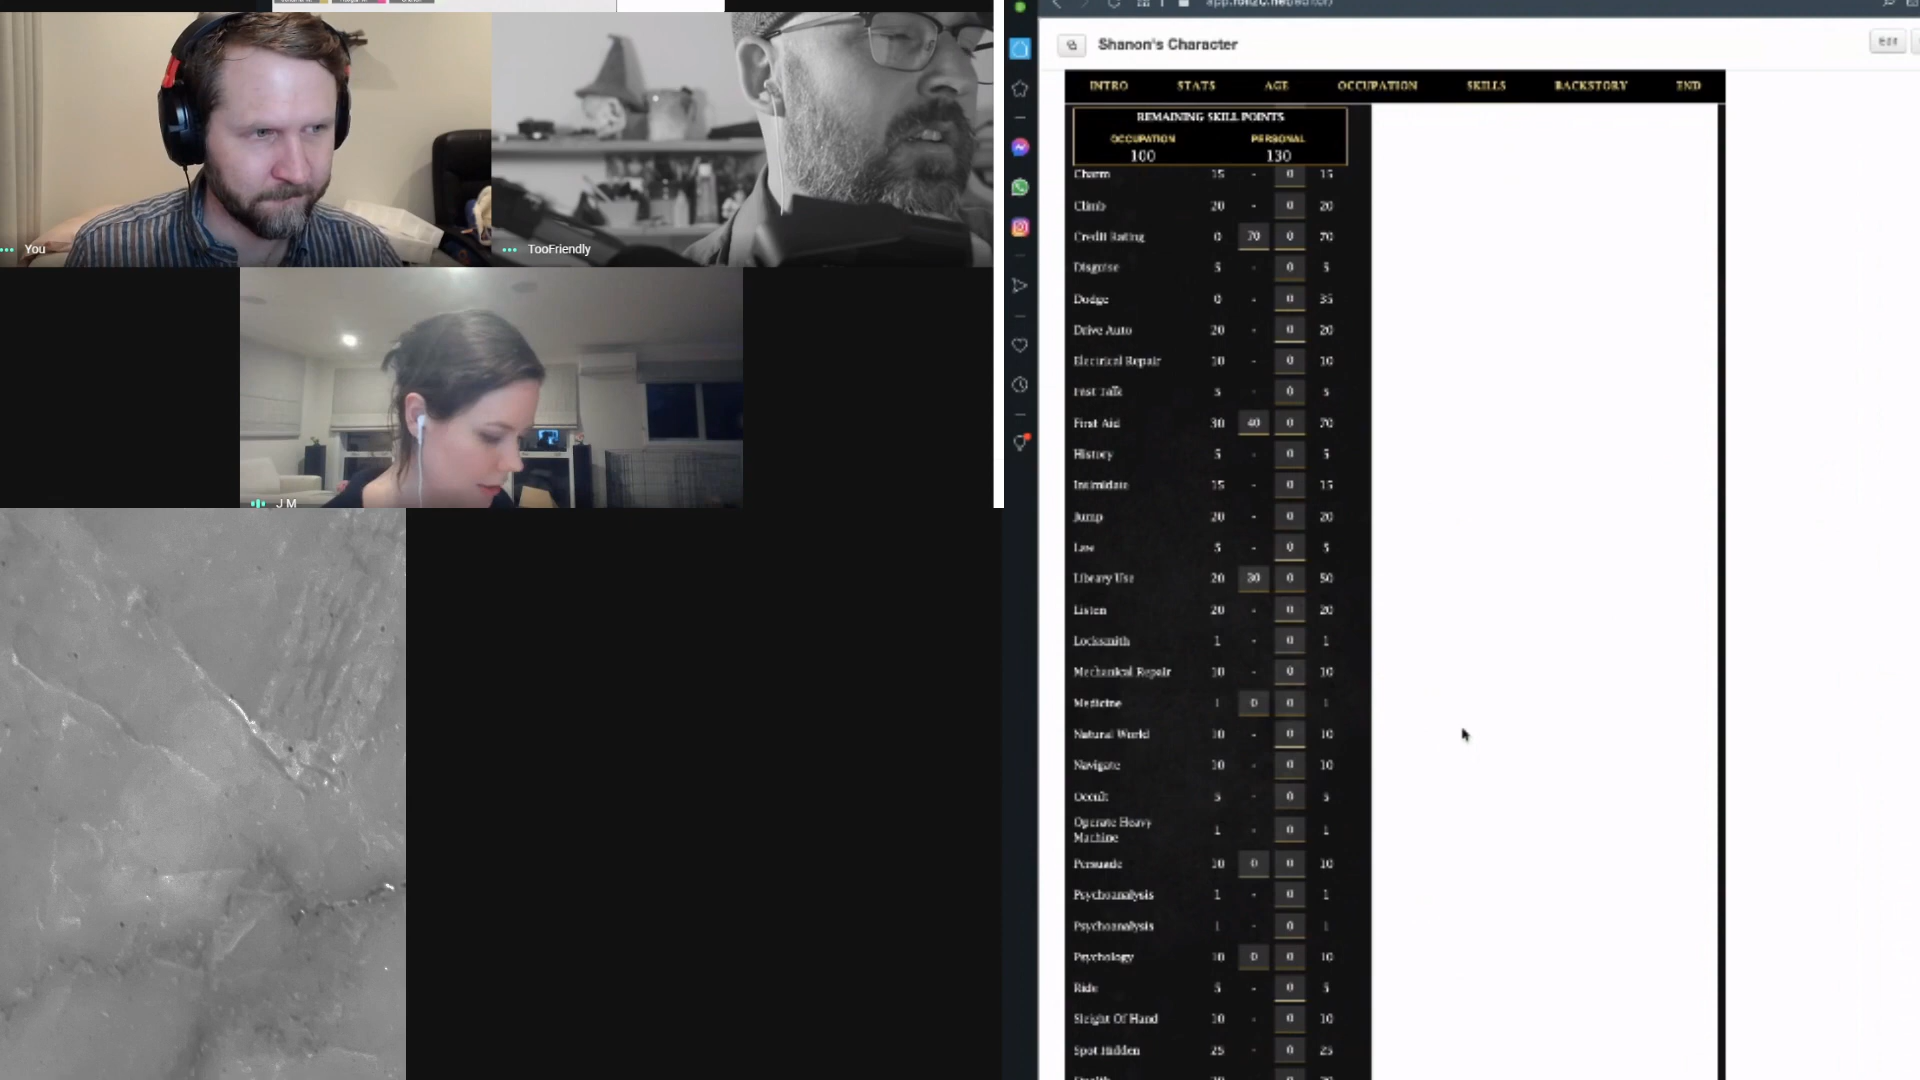 You
TooFriendly
J M
Shanon's Character
Edit
INTRO STATS AGE OCCUPATION SKILLS BACKSTORY END
REMAINING SKILL POINTS
OCCUPATION PERSONAL
100 130
Charm 15 - 0 15
Climb 20 - 0 20
Credit Rating 0 70 0 70
Disguise 5 - 0 5
Dodge 0 - 0 35
Drive Auto 20 - 0 20
Electrical Repair 10 - 0 10
Fast Talk 5 - 0 5
First Aid 30 40 0 70
History 5 - 0 5
Intimidate 15 - 0 15
Jump 20 - 0 20
Law 5 - 0 5
Library Use 20 30 0 50
Listen 20 - 0 20
Locksmith 1 - 0 1
Mechanical Repair 10 - 0 10
Medicine 1 0 0 1
Natural World 10 - 0 10
Navigate 10 - 0 10
Occult 5 - 0 5
Operate Heavy
Machine 1 - 0 1
Persuade 10 0 0 10
Psychoanalysis 1 - 0 1
Psychoanalysis 1 - 0 1
Psychology 10 0 0 10
Ride 5 - 0 5
Sleight Of Hand 10 - 0 10
Spot Hidden 25 - 0 25